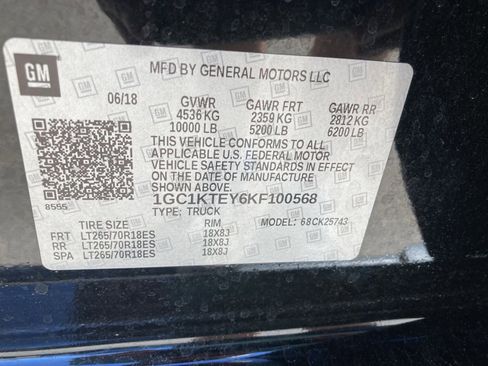 GM
MFD BY GENERAL MOTORS LLC
06/18 GVWR GAWR FRT GAWR RR
4536 KG 2359 KG 2812 KG
10000 LB 5200 LB 6200 LB
THIS VEHICLE CONFORMS TO ALL
APPLICABLE U.S. FEDERAL MOTOR
VEHICLE SAFETY STANDARDS IN EFFECT
ON THE DATE OF MANUFACTURE
SHOWN ABOVE.
1GC1KTEY6KF100568
8555
TYPE: TRUCK MODEL: 68CK25743
TIRE SIZE RIM
FRT LT265/70R18ES 18X8J
RR LT265/70R18ES 18X8J
SPA LT265/70R18ES 18X8J